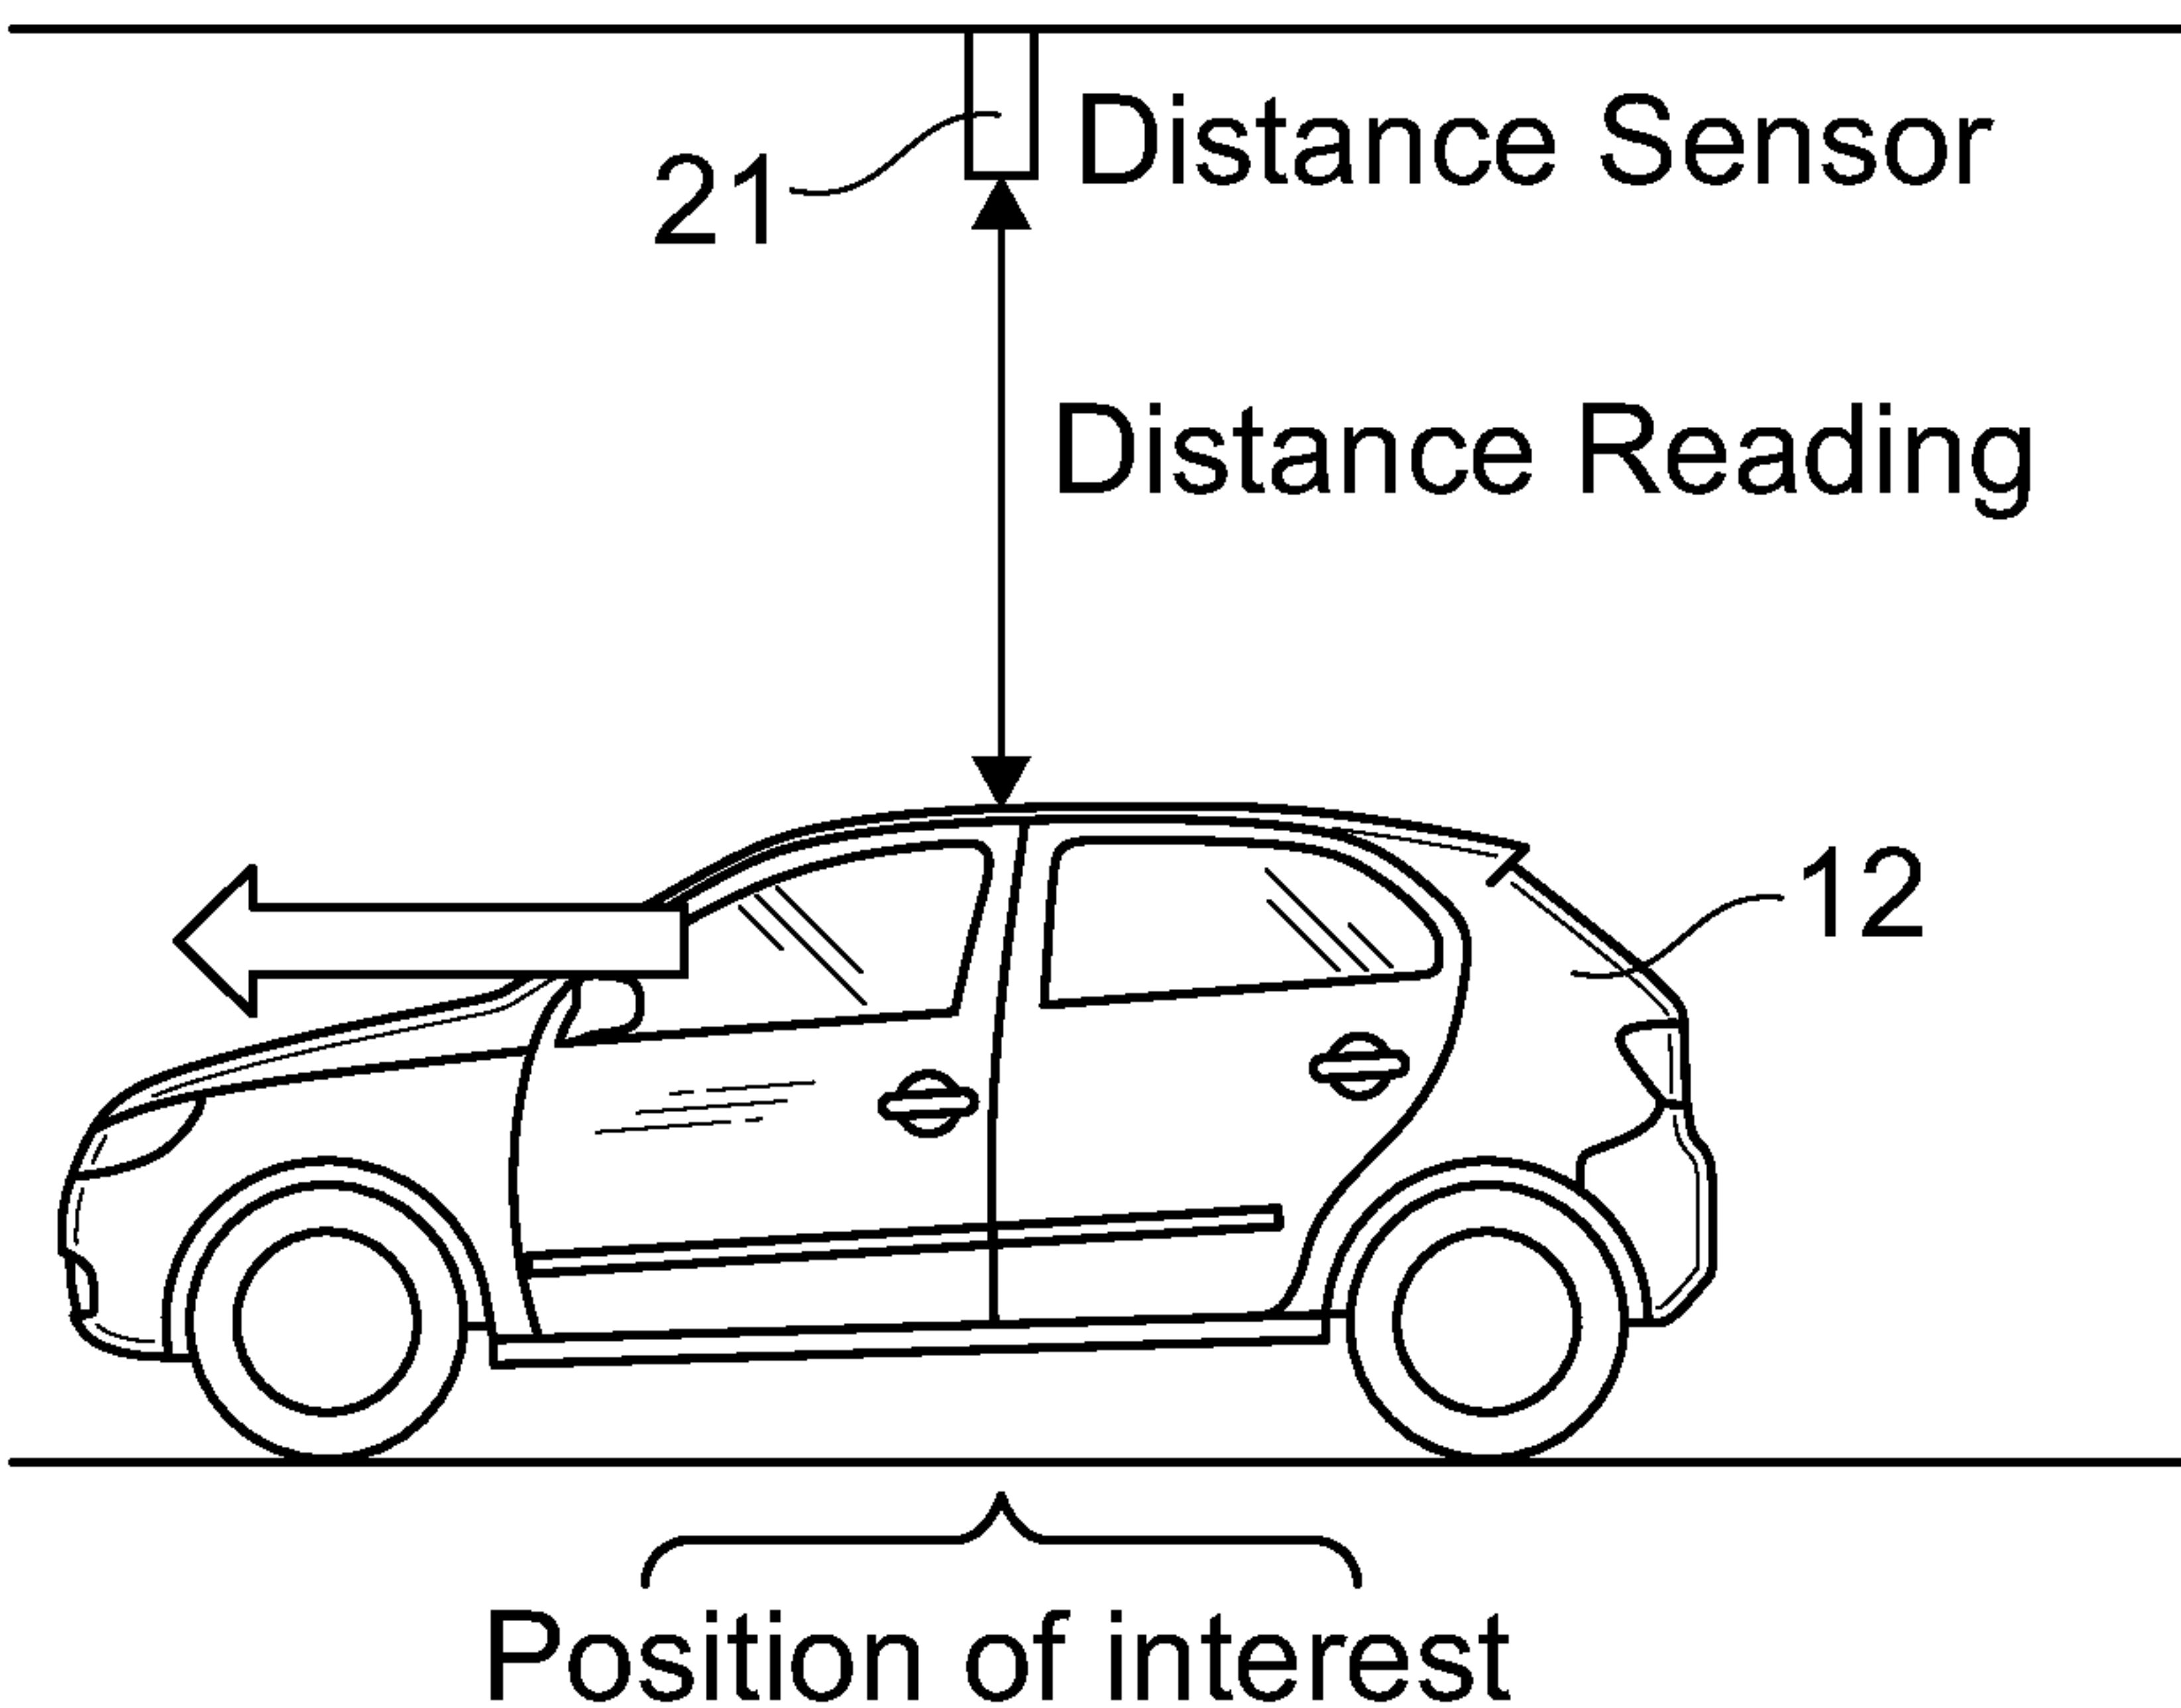 Distance Sensor
21
Distance Reading
12
Position of interest